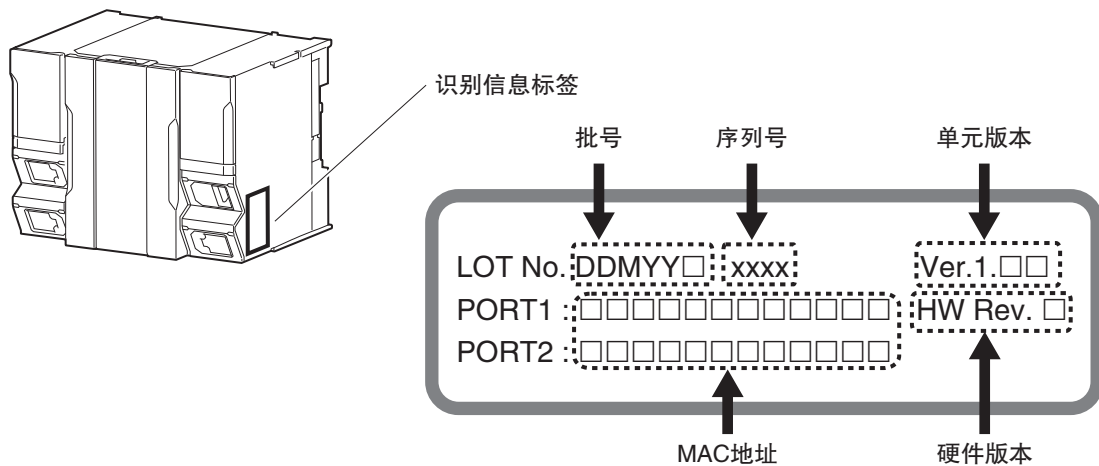 识别信息标签
批号 序列号 单元版本
LOT No. DDMYY□ xxxx Ver.1.□□
PORT1 : □□□□□□□□□□□□ HW Rev. □
PORT2 : □□□□□□□□□□□□
MAC地址 硬件版本